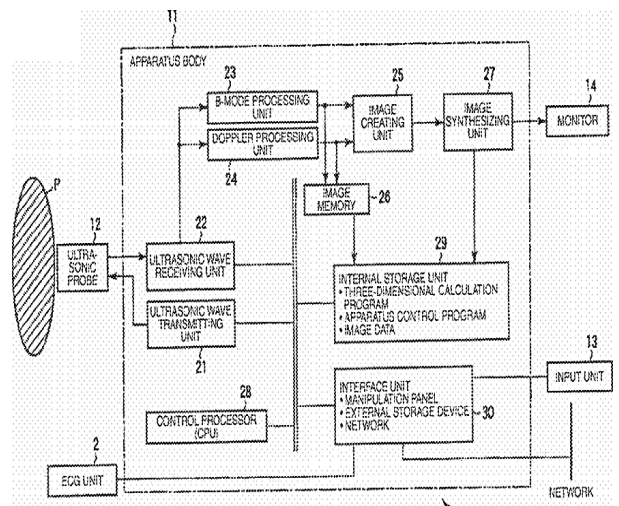 11
APPARATUS BODY
23
B-MODE PROCESSING
UNIT
DOPPLER PROCESSING
UNIT
24
25
IMAGE
CREATING
UNIT
27
IMAGE
SYNTHESIZING
UNIT
14
MONITOR
P
12
ULTRA-
SONIC
PROBE
22
ULTRASONIC WAVE
RECEIVING UNIT
ULTRASONIC WAVE
TRANSMITTING
UNIT
21
IMAGE
MEMORY
26
29
INTERNAL STORAGE UNIT
• THREE-DIMENSIONAL CALCULATION
PROGRAM
• APPARATUS CONTROL PROGRAM
• IMAGE DATA
28
CONTROL PROCESSOR
(CPU)
INTERFACE UNIT
• MANIPULATION PANEL
• EXTERNAL STORAGE DEVICE
• NETWORK
30
13
INPUT UNIT
2
ECG UNIT
NETWORK